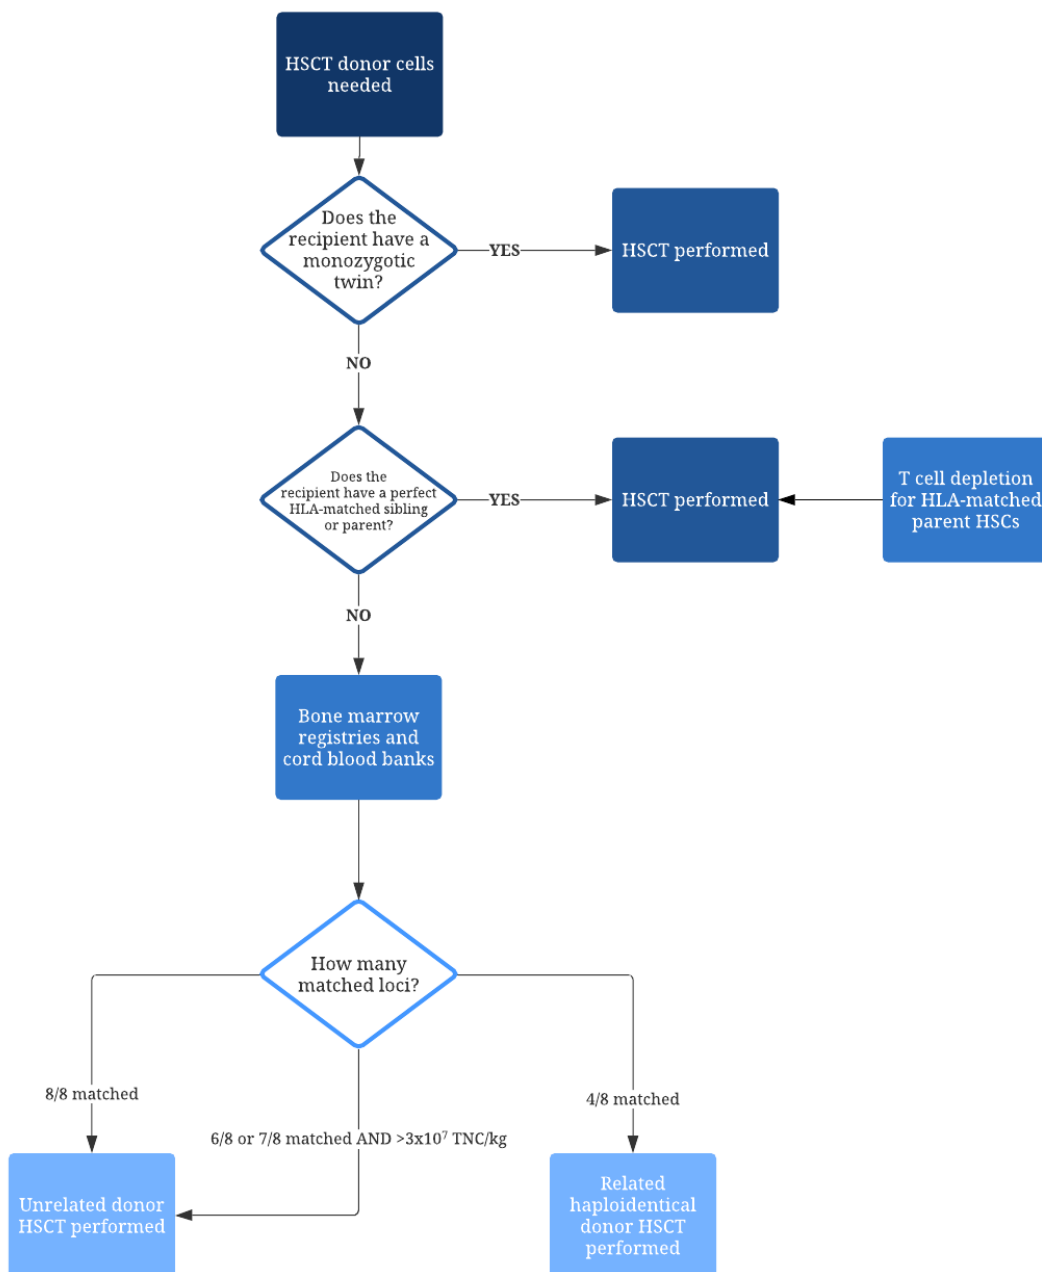 HSCT donor cells
needed
Does the
recipient have a
monozygotic
twin?
YES
HSCT performed
NO
Does the
recipient have a perfect
HLA-matched sibling
or parent?
YES
HSCT performed
T cell depletion
for HLA-matched
parent HSCs
NO
Bone marrow
registries and
cord blood banks
How many
matched loci?
8/8 matched
6/8 or 7/8 matched AND >3x10⁷ TNC/kg
4/8 matched
Unrelated donor
HSCT performed
Related
haploidentical
donor HSCT
performed